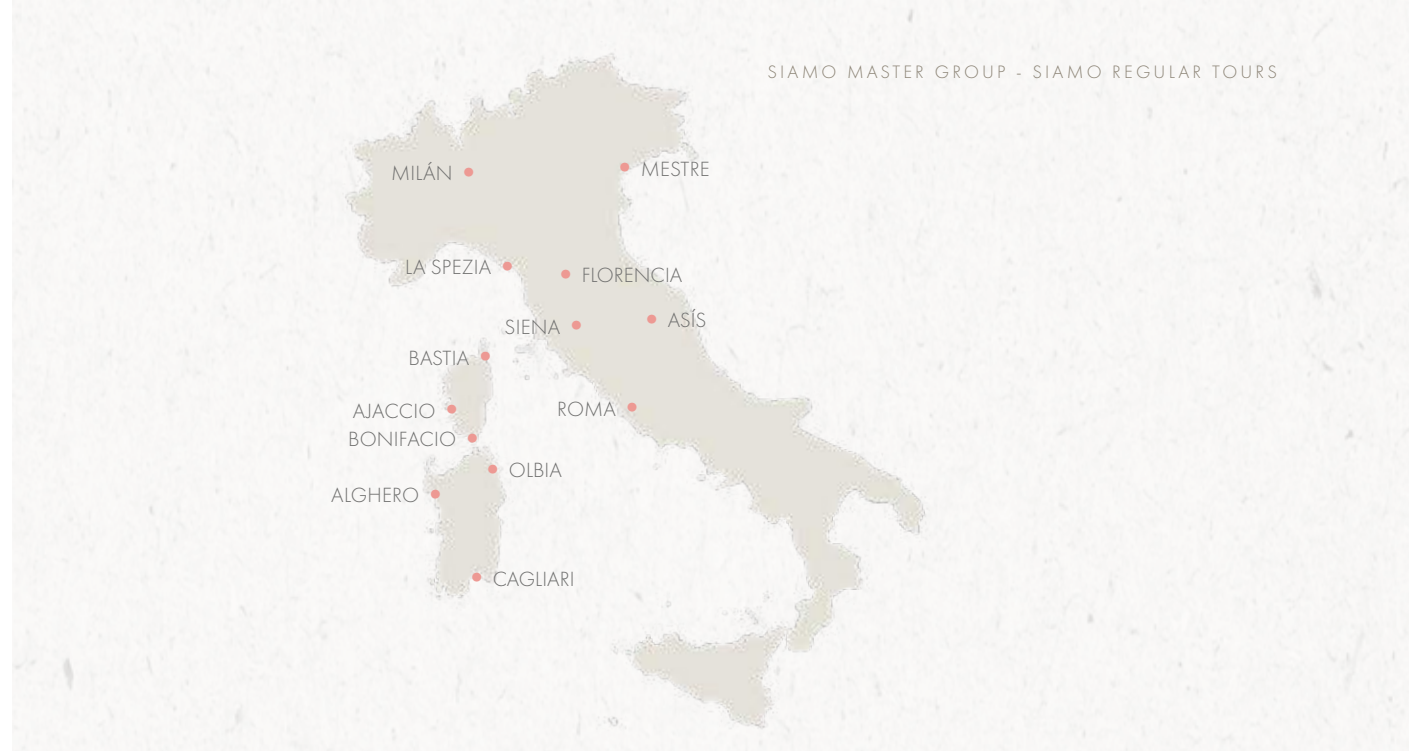 SIAMO MASTER GROUP - SIAMO REGULAR TOURS
MILÁN
MESTRE
LA SPEZIA
FLORENCIA
SIENA
ASÍS
BASTIA
AJACCIO
ROMA
BONIFACIO
OLBIA
ALGHERO
CAGLIARI